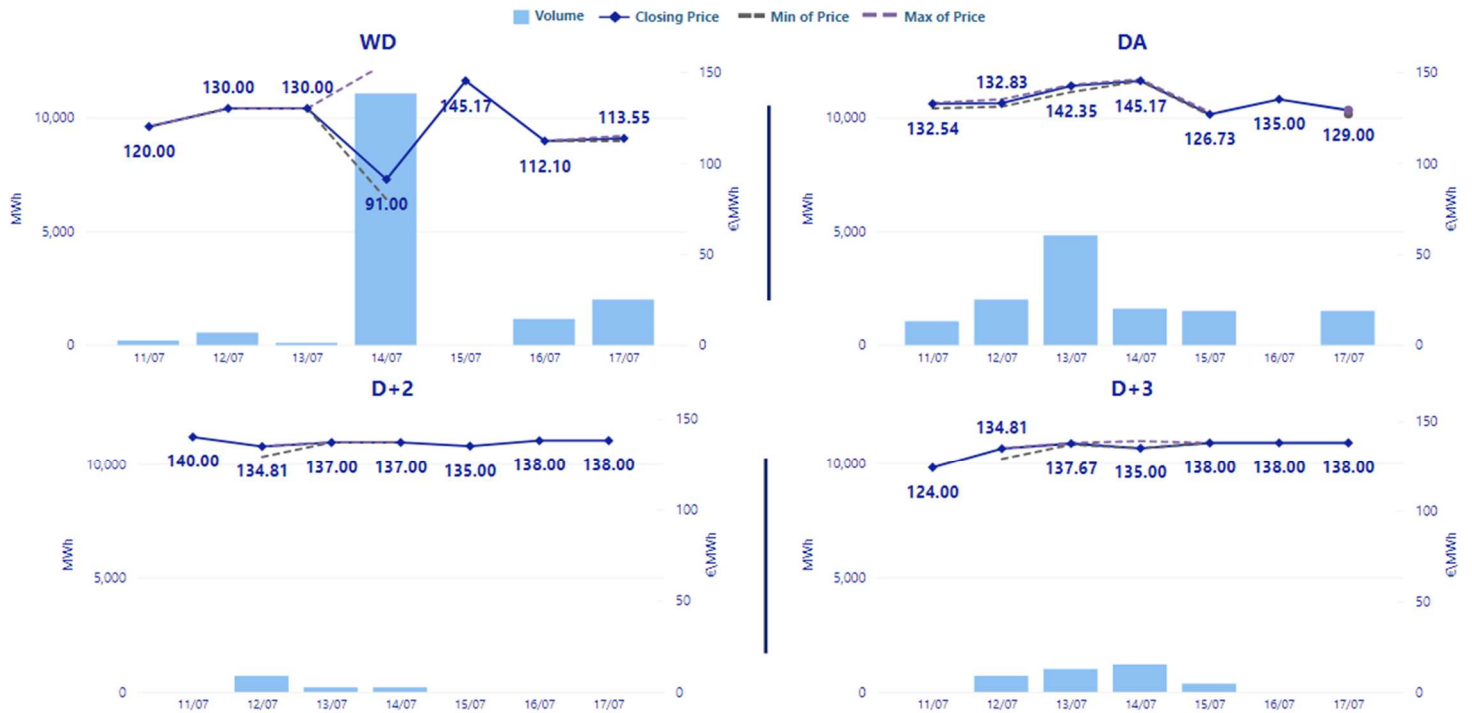 Volume Closing Price Min of Price Max of Price
WD
130.00 130.00
120.00
145.17
91.00
112.10
113.55
10,000
5,000
0
150
100
50
0
MWh
€\MWh
11/07 12/07 13/07 14/07 15/07 16/07 17/07
DA
132.54
132.83
142.35
145.17
126.73
135.00
129.00
10,000
5,000
0
150
100
50
0
MWh
€\MWh
11/07 12/07 13/07 14/07 15/07 16/07 17/07
D+2
140.00 134.81 137.00 137.00 135.00 138.00 138.00
10,000
5,000
0
150
100
50
0
MWh
€\MWh
11/07 12/07 13/07 14/07 15/07 16/07 17/07
D+3
124.00
134.81
137.67 135.00 138.00 138.00 138.00
10,000
5,000
0
150
100
50
0
MWh
€\MWh
11/07 12/07 13/07 14/07 15/07 16/07 17/07